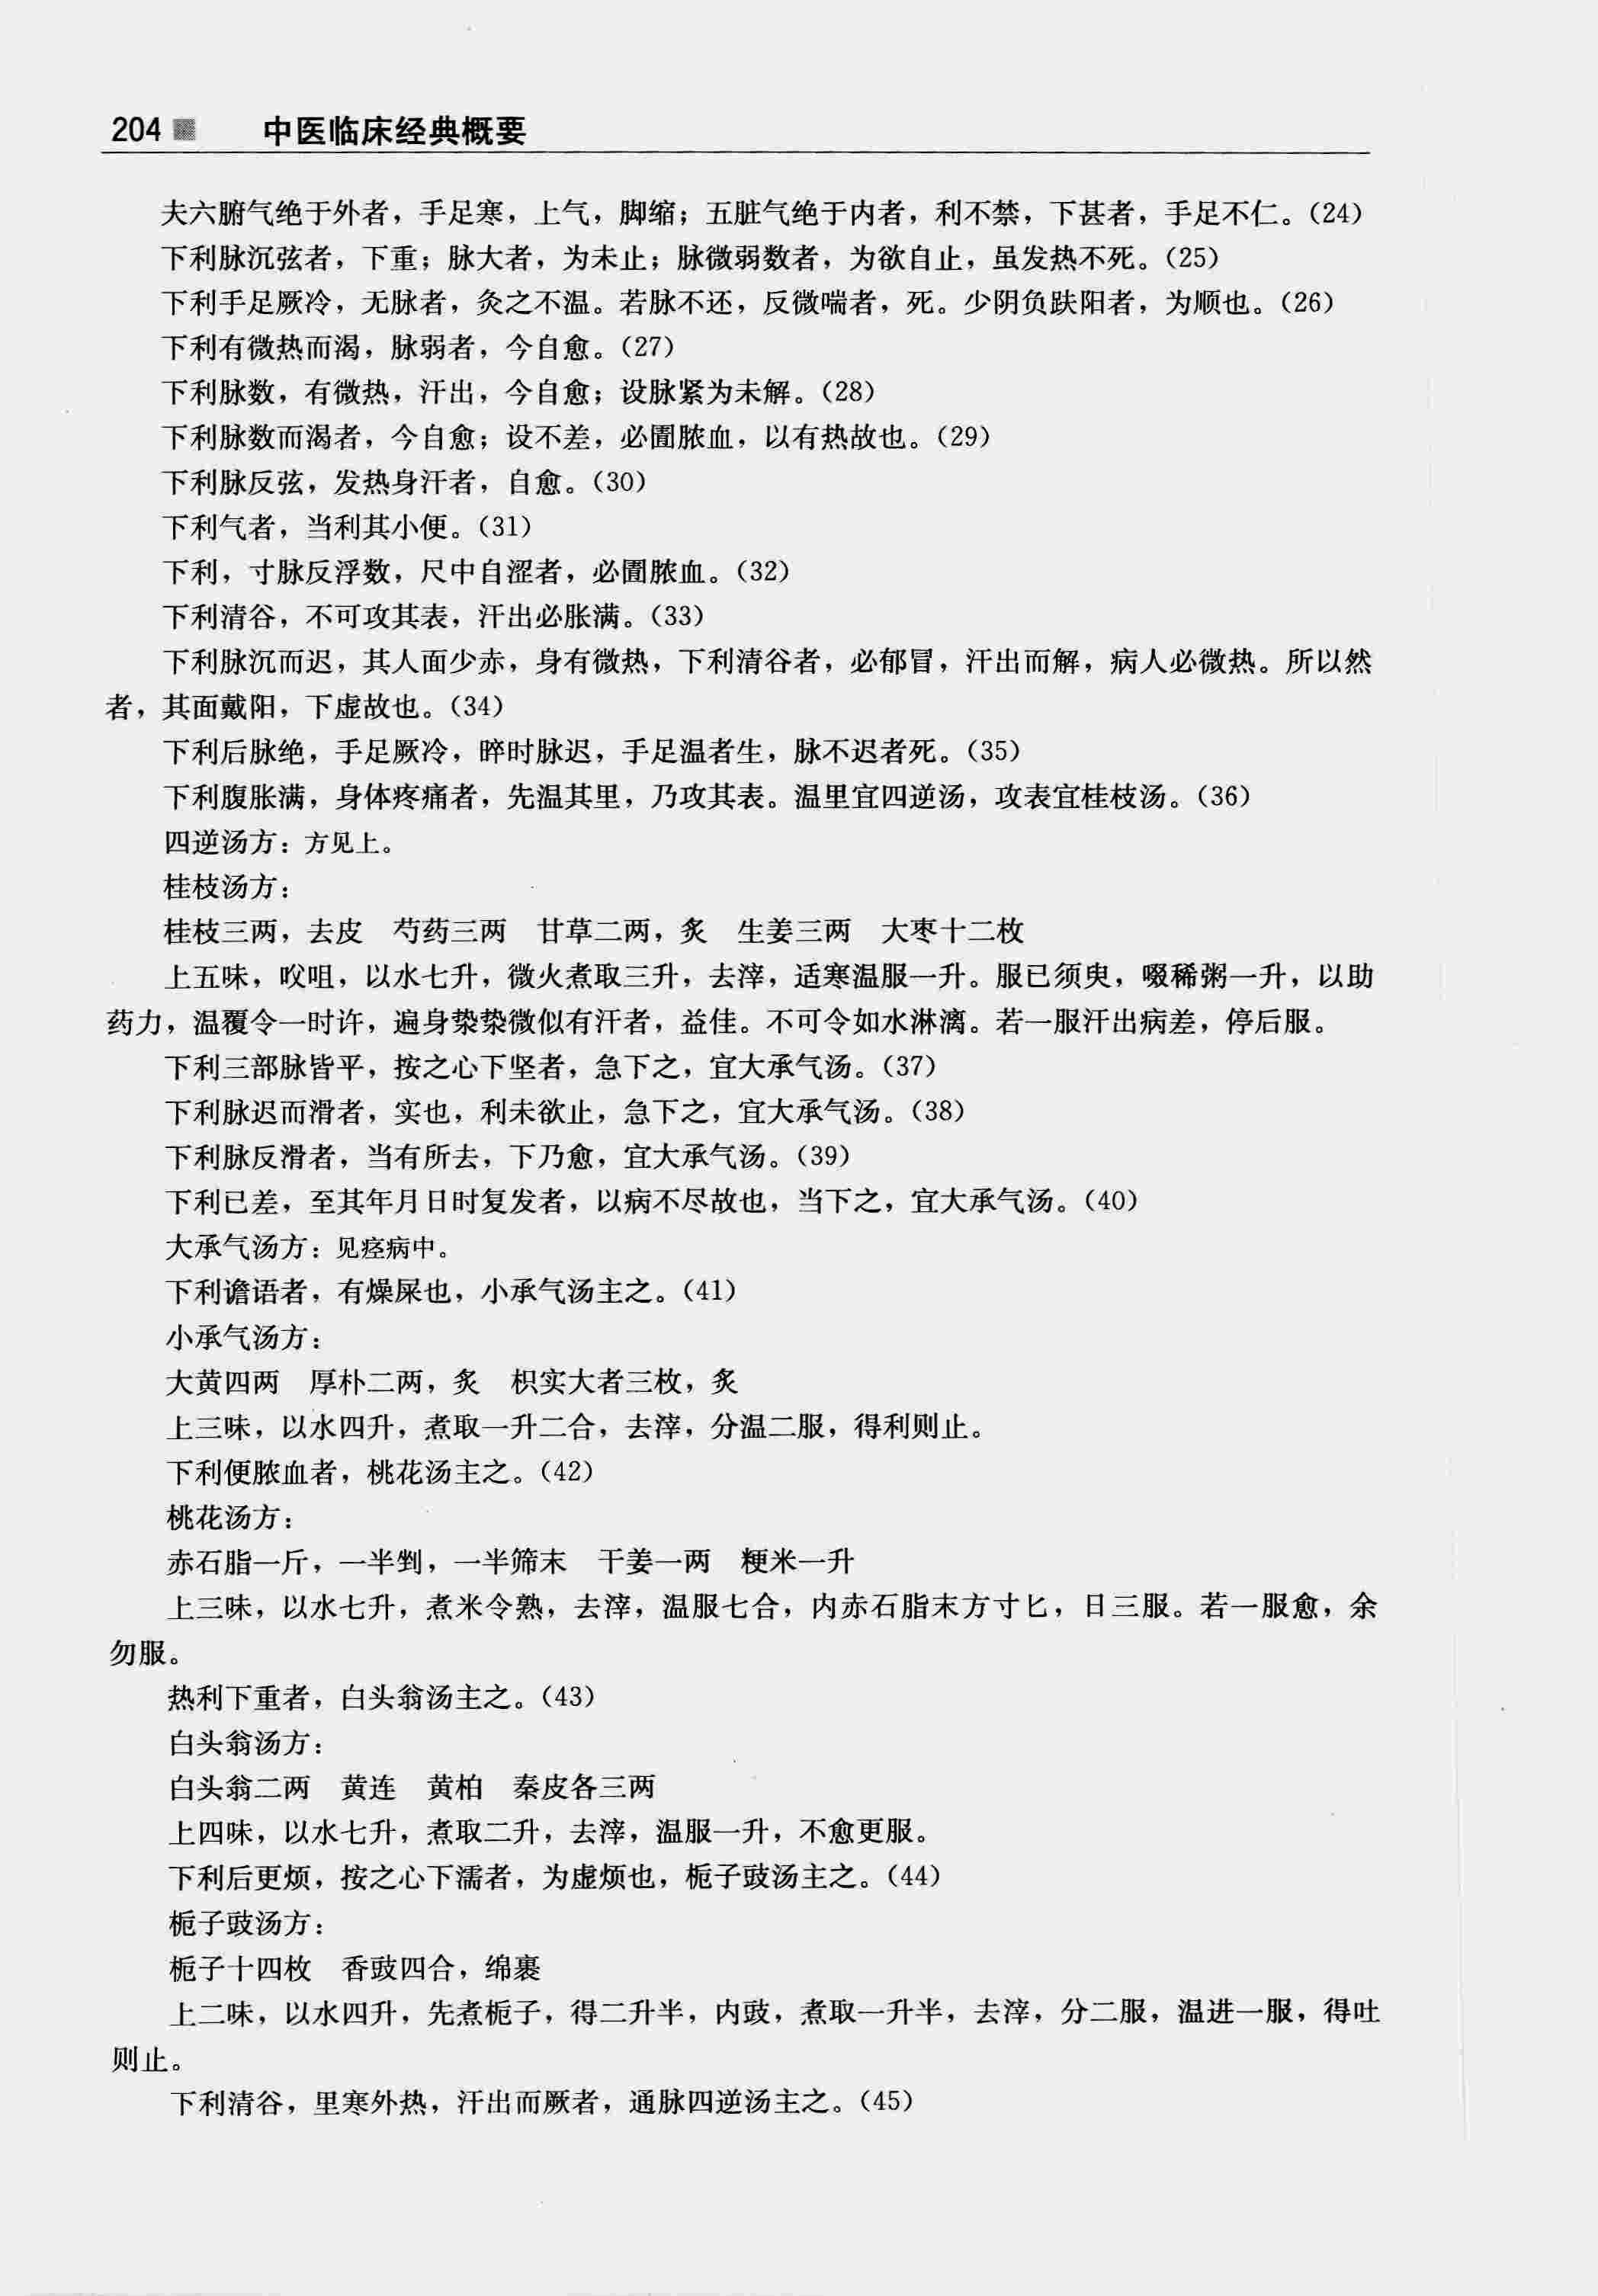 204 中医临床经典概要
夫六腑气绝于外者，手足寒，上气，脚缩；五脏气绝于内者，利不禁，下甚者，手足不仁。（24）
下利脉沉弦者，下重；脉大者，为未止；脉微弱数者，为欲自止，虽发热不死。（25）
下利手足厥冷，无脉者，灸之不温。若脉不还，反微喘者，死。少阴负趺阳者，为顺也。（26）
下利有微热而渴，脉弱者，今自愈。（27）
下利脉数，有微热，汗出，今自愈；设脉紧为未解。（28）
下利脉数而渴者，今自愈；设不差，必圊脓血，以有热故也。（29）
下利脉反弦，发热身汗者，自愈。（30）
下利气者，当利其小便。（31）
下利，寸脉反浮数，尺中自涩者，必圊脓血。（32）
下利清谷，不可攻其表，汗出必胀满。（33）
下利脉沉而迟，其人面少赤，身有微热，下利清谷者，必郁冒，汗出而解，病人必微热。所以然
者，其面戴阳，下虚故也。（34）
下利后脉绝，手足厥冷，晬时脉迟，手足温者生，脉不迟者死。（35）
下利腹胀满，身体疼痛者，先温其里，乃攻其表。温里宜四逆汤，攻表宜桂枝汤。（36）
四逆汤方：方见上。
桂枝汤方：
桂枝三两，去皮 芍药三两 甘草二两，炙 生姜三两 大枣十二枚
上五味，㕮咀，以水七升，微火煮取三升，去滓，适寒温服一升。服已须臾，啜稀粥一升，以助
药力，温覆令一时许，遍身漐漐微似有汗者，益佳。不可令如水淋漓。若一服汗出病差，停后服。
下利三部脉皆平，按之心下坚者，急下之，宜大承气汤。（37）
下利脉迟而滑者，实也，利未欲止，急下之，宜大承气汤。（38）
下利脉反滑者，当有所去，下乃愈，宜大承气汤。（39）
下利已差，至其年月日时复发者，以病不尽故也，当下之，宜大承气汤。（40）
大承气汤方：见痉病中。
下利谵语者，有燥屎也，小承气汤主之。（41）
小承气汤方：
大黄四两 厚朴二两，炙 枳实大者三枚，炙
上三味，以水四升，煮取一升二合，去滓，分温二服，得利则止。
下利便脓血者，桃花汤主之。（42）
桃花汤方：
赤石脂一斤，一半剉，一半筛末 干姜一两 粳米一升
上三味，以水七升，煮米令熟，去滓，温服七合，内赤石脂末方寸匕，日三服。若一服愈，余
勿服。
热利下重者，白头翁汤主之。（43）
白头翁汤方：
白头翁二两 黄连 黄柏 秦皮各三两
上四味，以水七升，煮取二升，去滓，温服一升，不愈更服。
下利后更烦，按之心下濡者，为虚烦也，栀子豉汤主之。（44）
栀子豉汤方：
栀子十四枚 香豉四合，绵裹
上二味，以水四升，先煮栀子，得二升半，内豉，煮取一升半，去滓，分二服，温进一服，得吐
则止。
下利清谷，里寒外热，汗出而厥者，通脉四逆汤主之。（45）